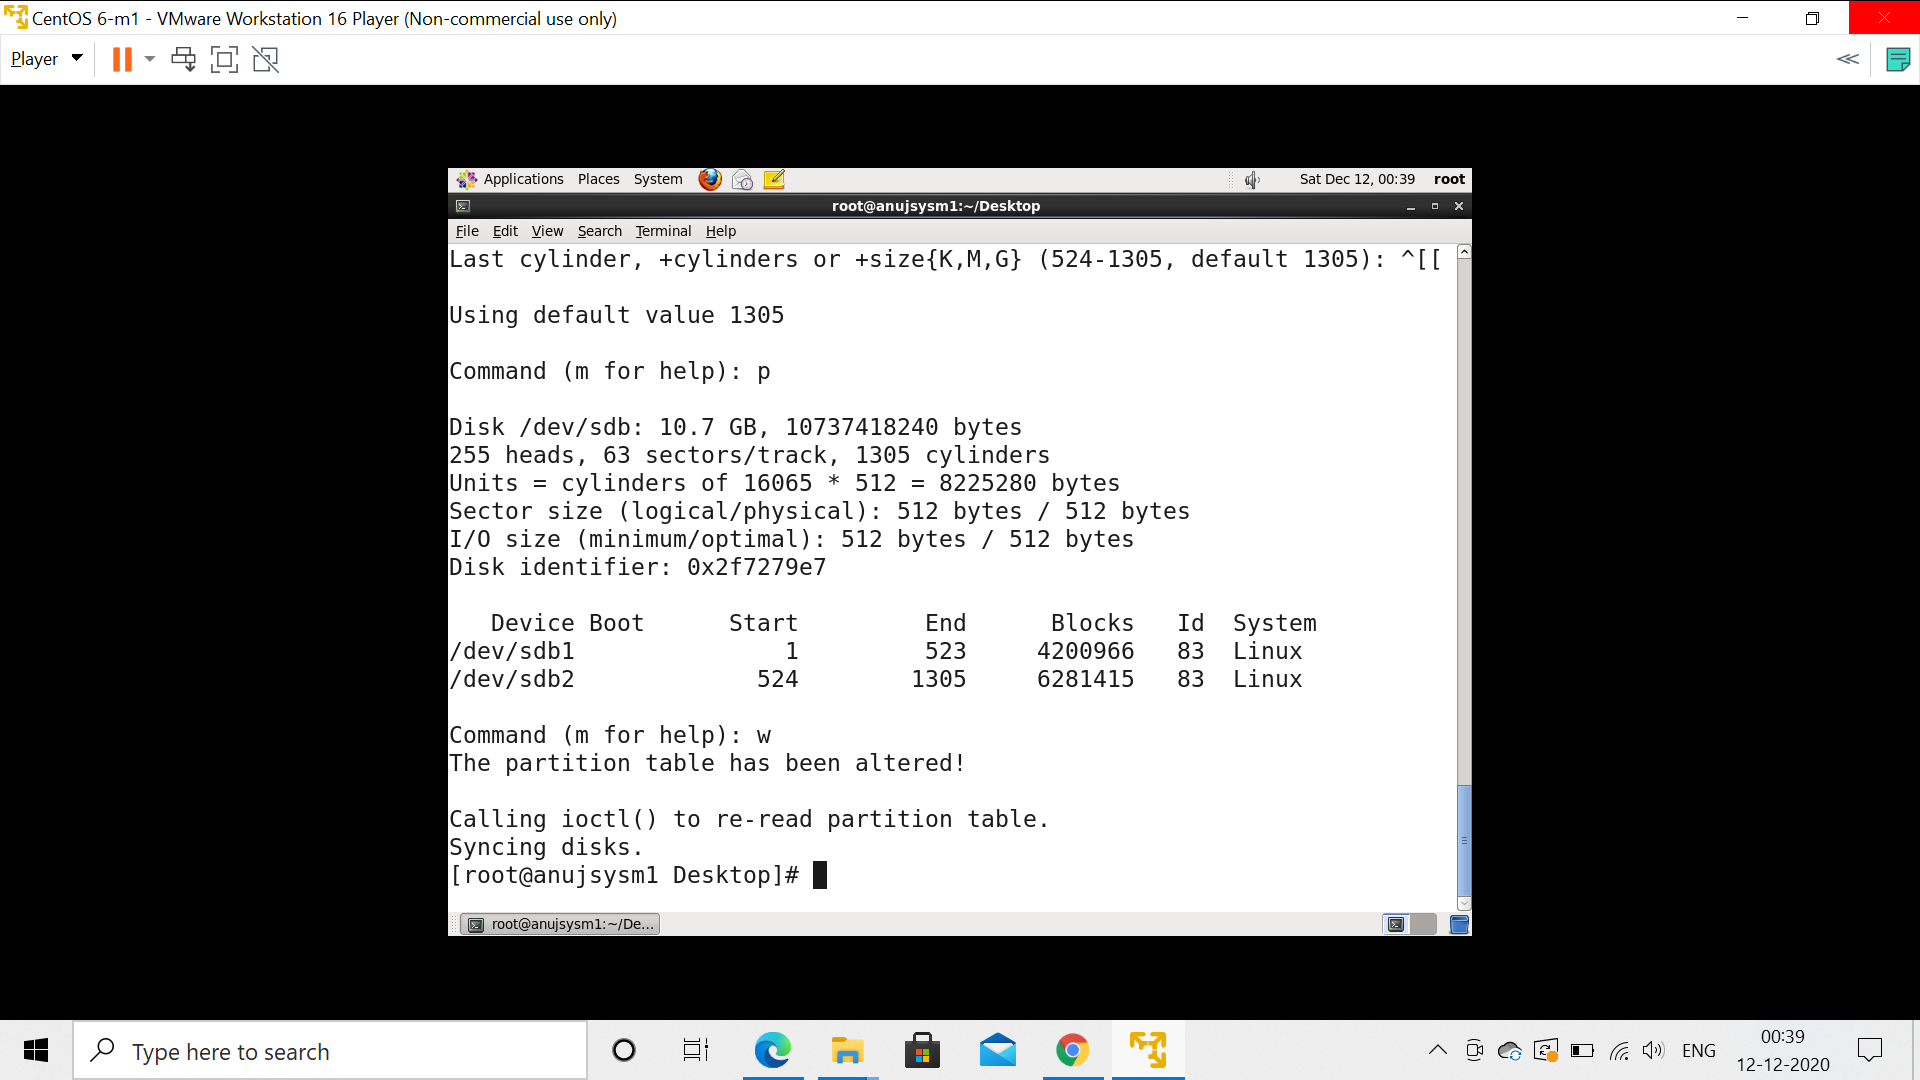 CentOS 6-m1 - VMware Workstation 16 Player (Non-commercial use only)
Player
Applications Places System Sat Dec 12, 00:39 root
root@anujsysm1:~/Desktop
File Edit View Search Terminal Help
Last cylinder, +cylinders or +size{K,M,G} (524-1305, default 1305): ^[[
Using default value 1305
Command (m for help): p
Disk /dev/sdb: 10.7 GB, 10737418240 bytes
255 heads, 63 sectors/track, 1305 cylinders
Units = cylinders of 16065 * 512 = 8225280 bytes
Sector size (logical/physical): 512 bytes / 512 bytes
I/O size (minimum/optimal): 512 bytes / 512 bytes
Disk identifier: 0x2f7279e7
Device Boot Start End Blocks Id System
/dev/sdb1 1 523 4200966 83 Linux
/dev/sdb2 524 1305 6281415 83 Linux
Command (m for help): w
The partition table has been altered!
Calling ioctl() to re-read partition table.
Syncing disks.
[root@anujsysm1 Desktop]#
root@anujsysm1:~/De...
Type here to search
ENG
00:39
12-12-2020